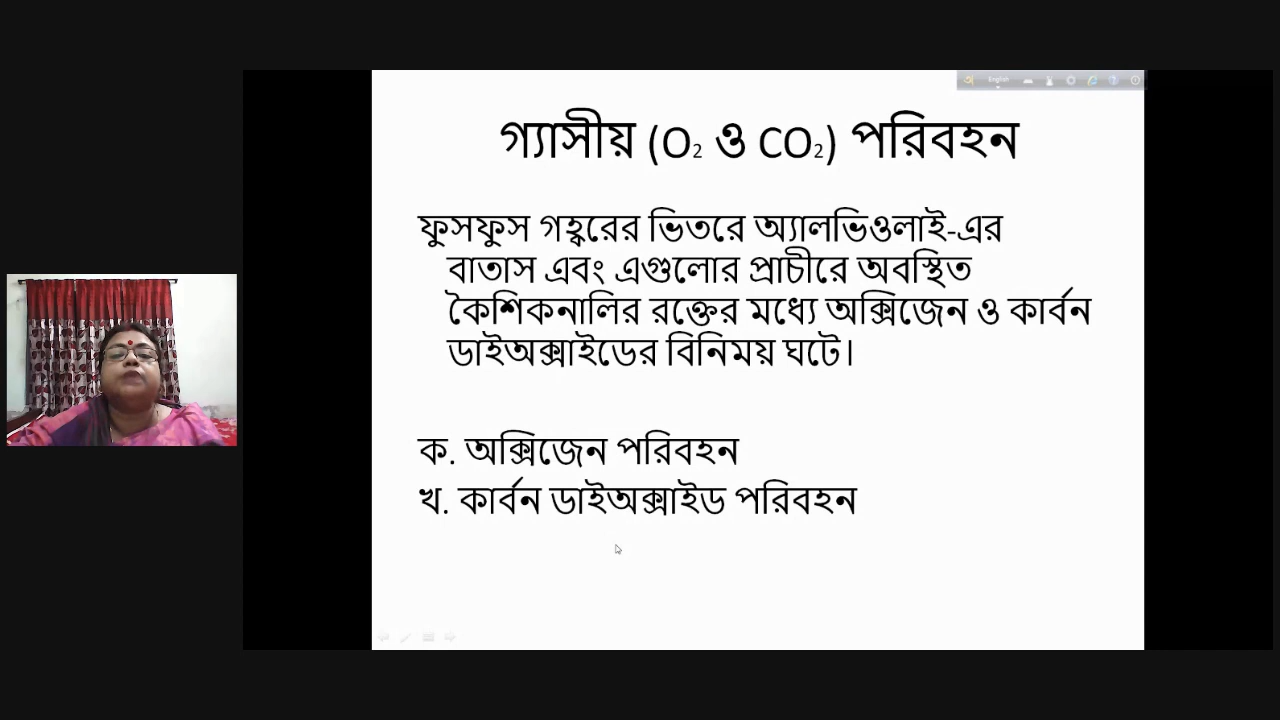 English
গ্যাসীয় (O₂ ও CO₂) পরিবহন
ফুসফুস গহ্বরের ভিতরে অ্যালভিওলাই-এর
বাতাস এবং এগুলোর প্রাচীরে অবস্থিত
কৈশিকনালির রক্তের মধ্যে অক্সিজেন ও কার্বন
ডাইঅক্সাইডের বিনিময় ঘটে।
ক. অক্সিজেন পরিবহন
খ. কার্বন ডাইঅক্সাইড পরিবহন